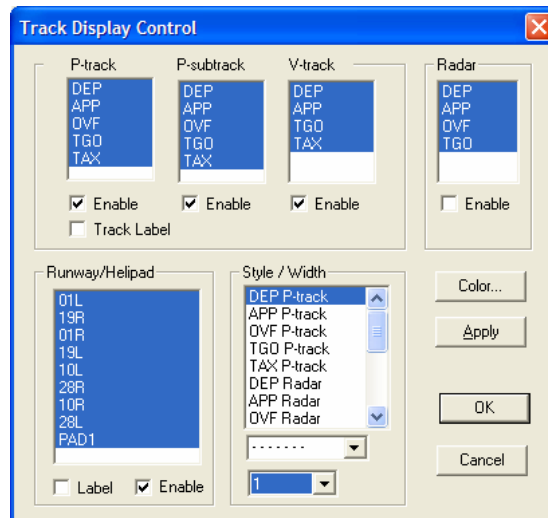 Track Display Control
P-track P-subtrack V-track Radar
DEP DEP DEP DEP
APP APP APP APP
OVF OVF OVF OVF
TGO TGO TGO TGO
TAX TAX TAX
Enable Enable Enable Enable
Track Label
Runway/Helipad Style / Width
01L DEP P-track
19R APP P-track
01R OVF P-track
19L TGO P-track
10L TAX P-track
28R DEP Radar
10R APP Radar
28L OVF Radar
PAD1
Label Enable
1
Color...
Apply
OK
Cancel